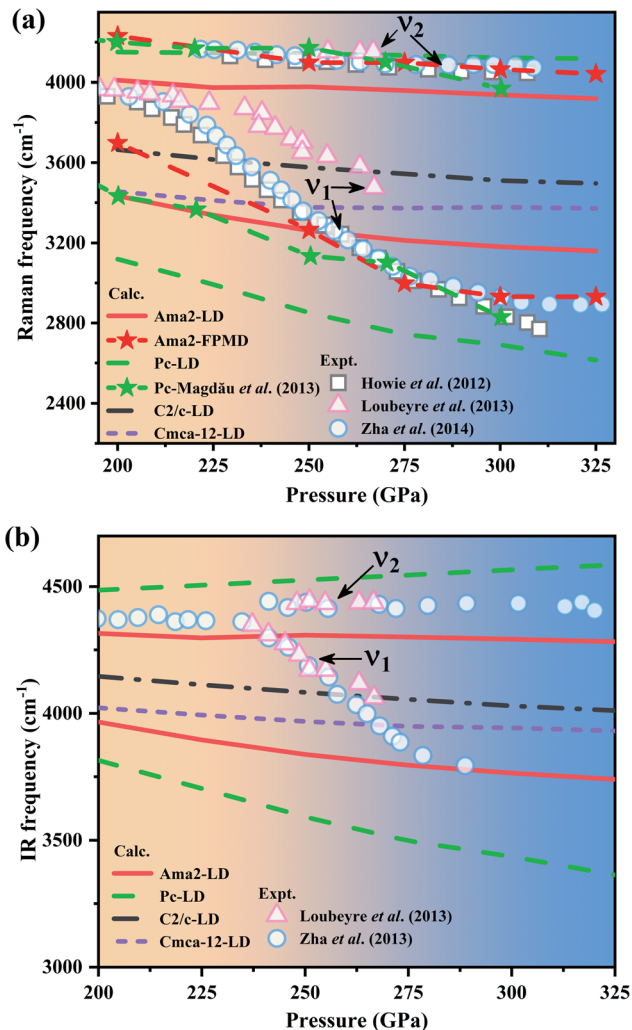 (a)
ν2
ν1
4000
3600
3200
2800
2400
Raman frequency (cm-1)
Calc.
Ama2-LD
Ama2-FPMD
Pc-LD
Pc-Magdău et al. (2013)
C2/c-LD
Cmca-12-LD
Expt.
Howie et al. (2012)
Loubeyre et al. (2013)
Zha et al. (2014)
200 225 250 275 300 325
Pressure (GPa)
(b)
ν2
ν1
4500
4000
3500
3000
IR frequency (cm-1)
Calc.
Ama2-LD
Pc-LD
C2/c-LD
Cmca-12-LD
Expt.
Loubeyre et al. (2013)
Zha et al. (2013)
200 225 250 275 300 325
Pressure (GPa)